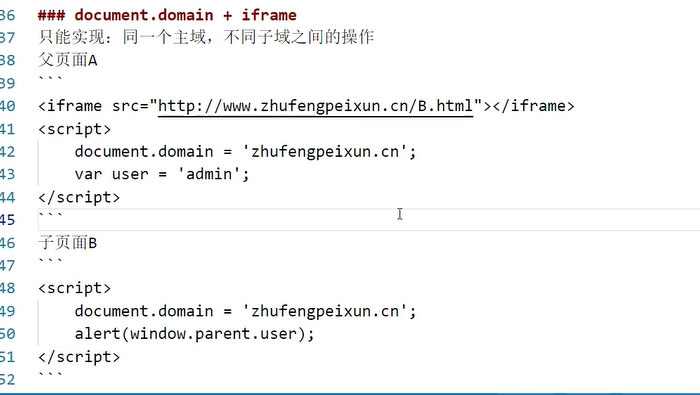 36 ### document.domain + iframe
37 只能实现：同一个主域，不同子域之间的操作
38 父页面A
39 ```
40 <iframe src="http://www.zhufengpeixun.cn/B.html"></iframe>
41 <script>
42     document.domain = 'zhufengpeixun.cn';
43     var user = 'admin';
44 </script>
45 ```
46 子页面B
47 ```
48 <script>
49     document.domain = 'zhufengpeixun.cn';
50     alert(window.parent.user);
51 </script>
52 ```